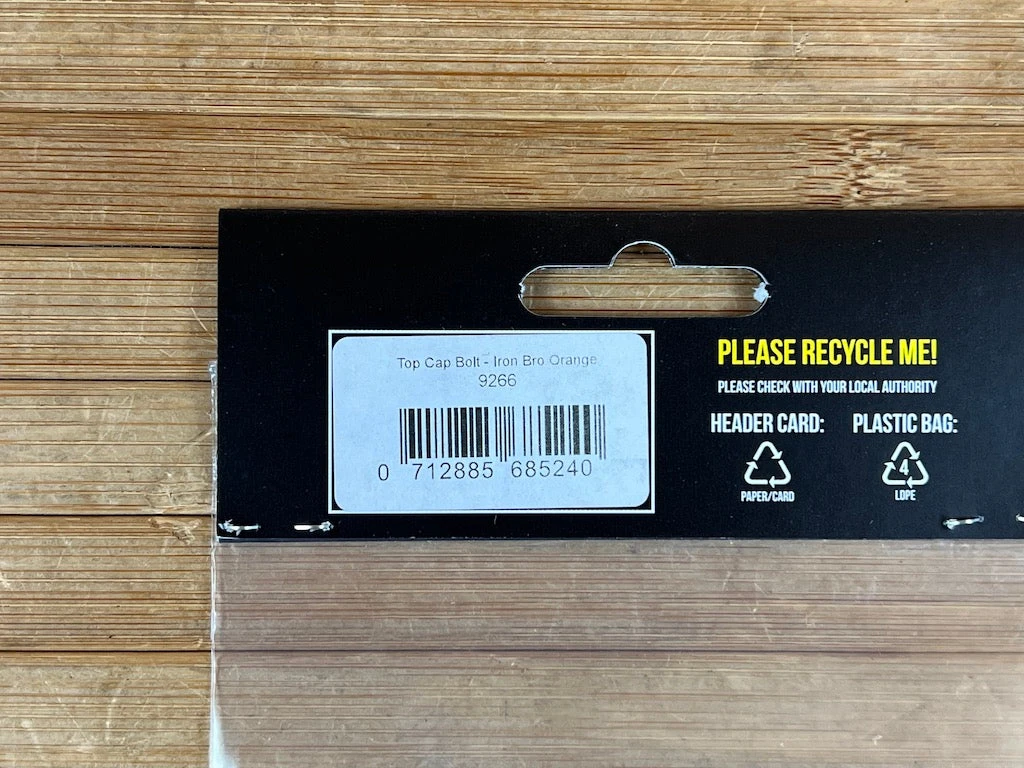 Top Cap Bolt - Iron Bro Orange
9266
0 712885 685240
PLEASE RECYCLE ME!
PLEASE CHECK WITH YOUR LOCAL AUTHORITY
HEADER CARD: PLASTIC BAG:
4
PAPER/CARD LDPE